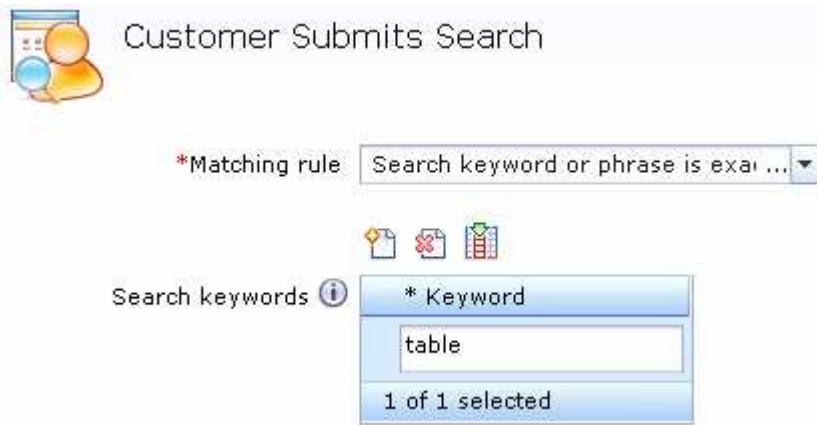 Customer Submits Search
*Matching rule Search keyword or phrase is exa ...
Search keywords
* Keyword
table
1 of 1 selected